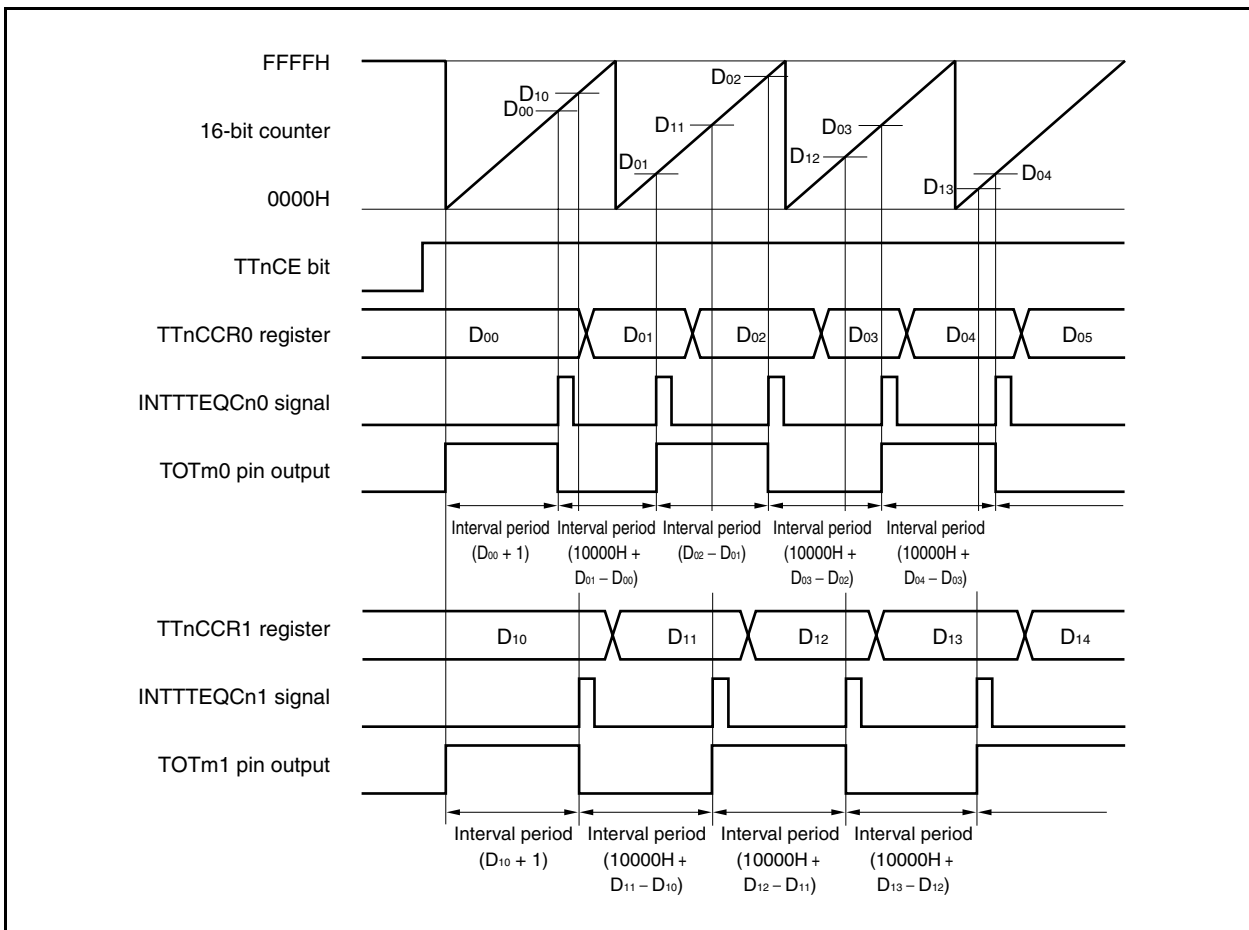 FFFFH
D10
D00
D02
16-bit counter
D11
D03
D12
D01
D04
D13
0000H
TTnCE bit
TTnCCR0 register
D00
D01
D02
D03
D04
D05
INTTTEQCn0 signal
TOTm0 pin output
Interval period
(D00 + 1)
Interval period
(10000H +
D01 – D00)
Interval period
(D02 – D01)
Interval period
(10000H +
D03 – D02)
Interval period
(10000H +
D04 – D03)
TTnCCR1 register
D10
D11
D12
D13
D14
INTTTEQCn1 signal
TOTm1 pin output
Interval period
(D10 + 1)
Interval period
(10000H +
D11 – D10)
Interval period
(10000H +
D12 – D11)
Interval period
(10000H +
D13 – D12)